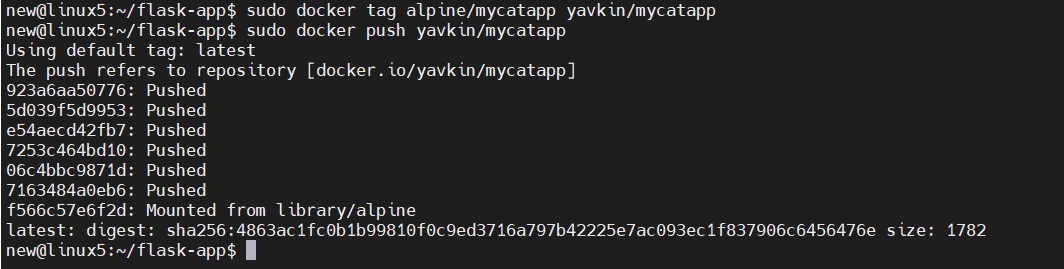 new@linux5:~/flask-app$ sudo docker tag alpine/mycatapp yavkin/mycatapp
new@linux5:~/flask-app$ sudo docker push yavkin/mycatapp
Using default tag: latest
The push refers to repository [docker.io/yavkin/mycatapp]
923a6aa50776: Pushed
5d039f5d9953: Pushed
e54aecd42fb7: Pushed
7253c464bd10: Pushed
06c4bbc9871d: Pushed
7163484a0eb6: Pushed
f566c57e6f2d: Mounted from library/alpine
latest: digest: sha256:4863ac1fc0b1b99810f0c9ed3716a797b42225e7ac093ec1f837906c6456476e size: 1782
new@linux5:~/flask-app$